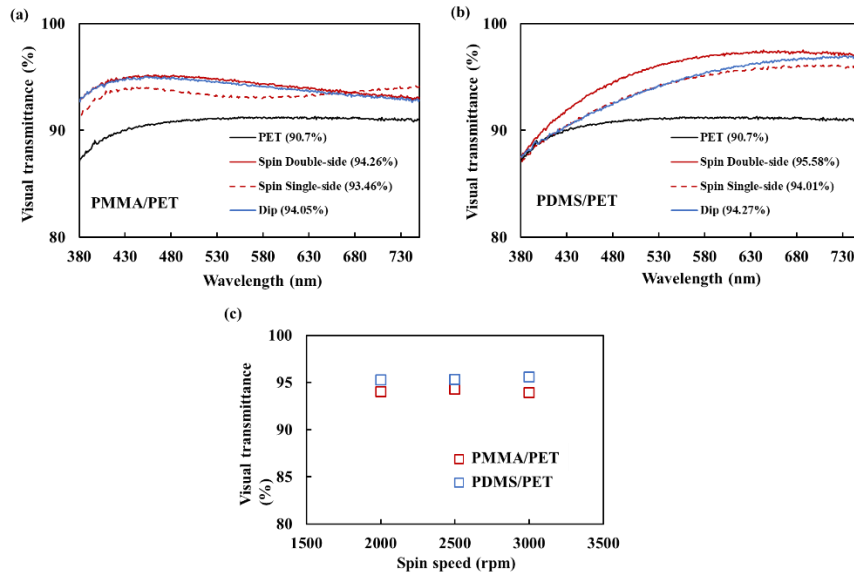 (a)
100
90
80
Visual transmittance (%)
PET (90.7%)
Spin Double-side (94.26%)
Spin Single-side (93.46%)
Dip (94.05%)
PMMA/PET
380 430 480 530 580 630 680 730
Wavelength (nm)
(b)
100
90
80
Visual transmittance (%)
PET (90.7%)
Spin Double-side (95.58%)
Spin Single-side (94.01%)
Dip (94.27%)
PDMS/PET
380 430 480 530 580 630 680 730
Wavelength (nm)
(c)
100
95
90
85
80
Visual transmittance
(%)
PMMA/PET
PDMS/PET
1500 2000 2500 3000 3500
Spin speed (rpm)